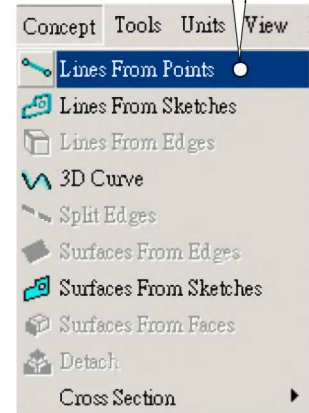 Concept Tools Units View
Lines From Points
Lines From Sketches
Lines From Edges
3D Curve
Split Edges
Surfaces From Edges
Surfaces From Sketches
Surfaces From Faces
Detach
Cross Section